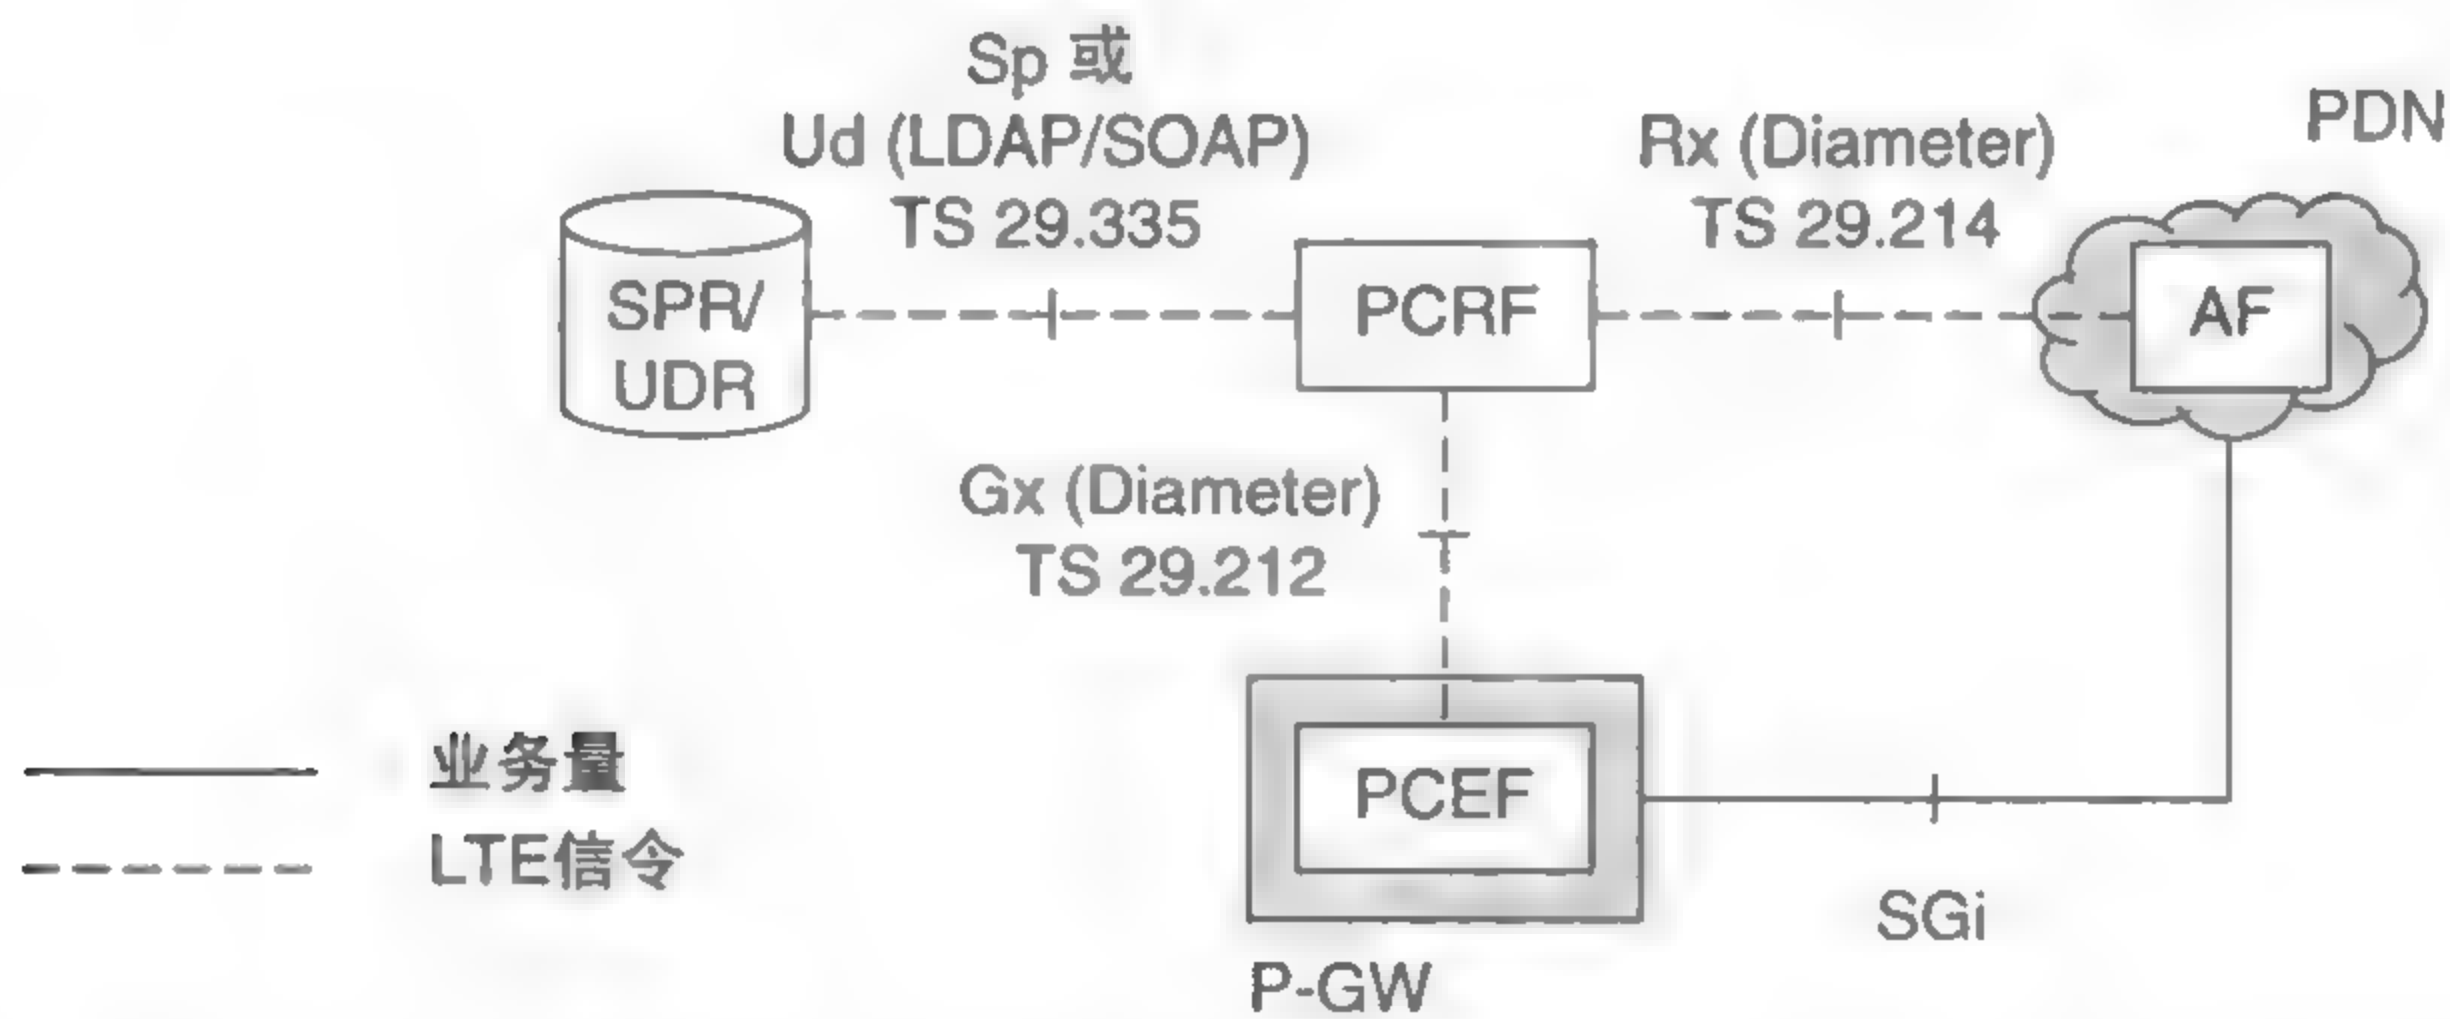 Sp 或
Ud (LDAP/SOAP)
TS 29.335
Rx (Diameter)
TS 29.214
PDN
SPR/
UDR
PCRF
AF
Gx (Diameter)
TS 29.212
PCEF
P-GW
SGi
业务量
LTE信令